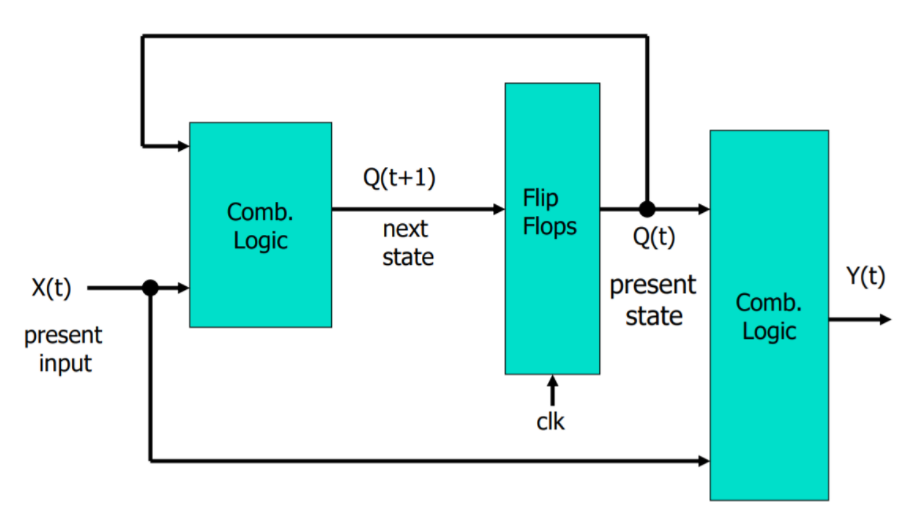 Comb.
Logic
Q(t+1)
next
state
Flip
Flops
Q(t)
present
state
X(t)
present
input
clk
Comb.
Logic
Y(t)